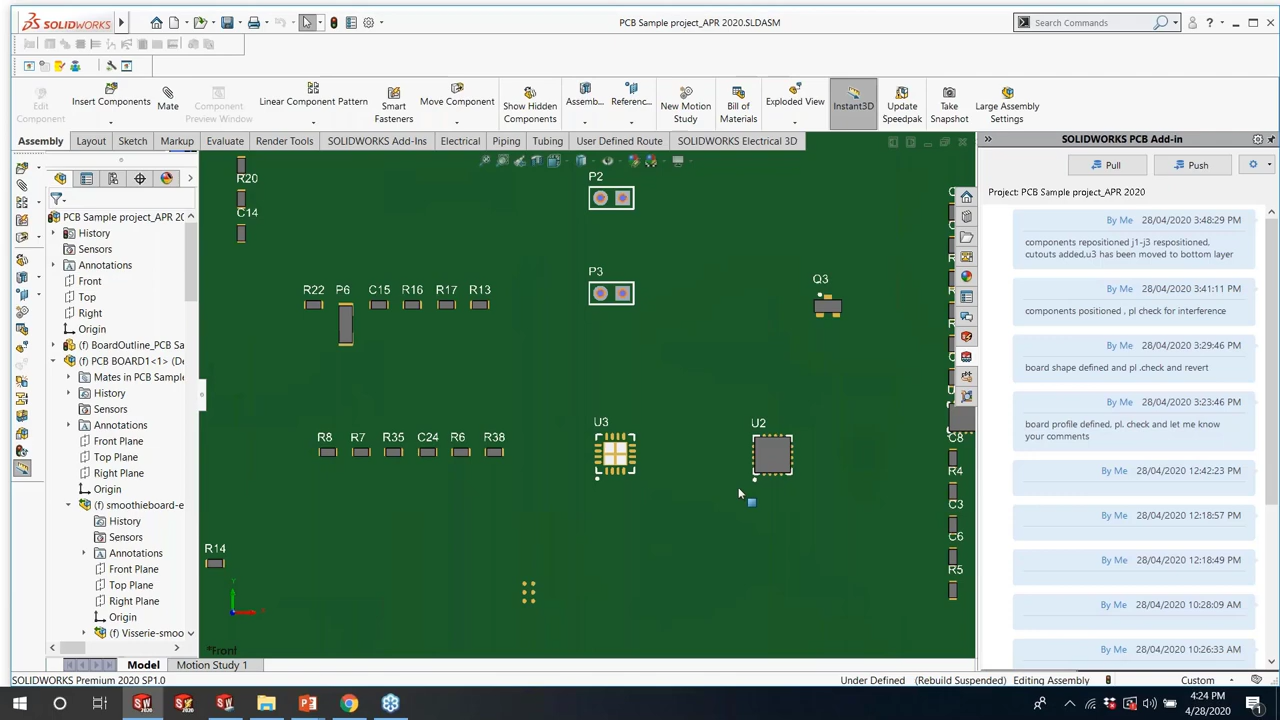 SOLIDWORKS
PCB Sample project_APR 2020.SLDASM
Search Commands
Edit Component
Insert Components
Mate
Component Preview Window
Linear Component Pattern
Smart Fasteners
Move Component
Show Hidden Components
Assemb...
Referenc...
New Motion Study
Bill of Materials
Exploded View
Instant3D
Update Speedpak
Take Snapshot
Large Assembly Settings
Assembly
Layout
Sketch
Markup
Evaluate
Render Tools
SOLIDWORKS Add-Ins
Electrical
Piping
Tubing
User Defined Route
SOLIDWORKS Electrical 3D
PCB Sample project_APR 20
History
Sensors
Annotations
Front
Top
Right
Origin
(f) BoardOutline_PCB Sa
(f) PCB BOARD1<1> (De
Mates in PCB Sample
History
Sensors
Annotations
Front Plane
Top Plane
Right Plane
Origin
(f) smoothieboard-e
History
Sensors
Annotations
Front Plane
Top Plane
Right Plane
Origin
(f) Visserie-smoo
R20
C14
P2
P3
R22 P6 C15 R16 R17 R13
Q3
R8 R7 R35 C24 R6 R38
U3
U2
R14
C8
R4
C3
C6
R5
*Front
SOLIDWORKS PCB Add-in
Pull
Push
Project: PCB Sample project_APR 2020
By Me 28/04/2020 3:48:29 PM
components repositioned j1-j3 respositioned,
cutouts added,u3 has been moved to bottom layer
By Me 28/04/2020 3:41:11 PM
components positioned , pl check for interference
By Me 28/04/2020 3:29:46 PM
board shape defined and pl .check and revert
By Me 28/04/2020 3:23:46 PM
board profile defined, pl. check and let me know
your comments
By Me 28/04/2020 12:42:23 PM
By Me 28/04/2020 12:18:57 PM
By Me 28/04/2020 12:18:49 PM
By Me 28/04/2020 10:28:09 AM
By Me 28/04/2020 10:26:33 AM
Model
Motion Study 1
SOLIDWORKS Premium 2020 SP1.0
Under Defined
(Rebuild Suspended)
Editing Assembly
Custom
4:24 PM
4/28/2020